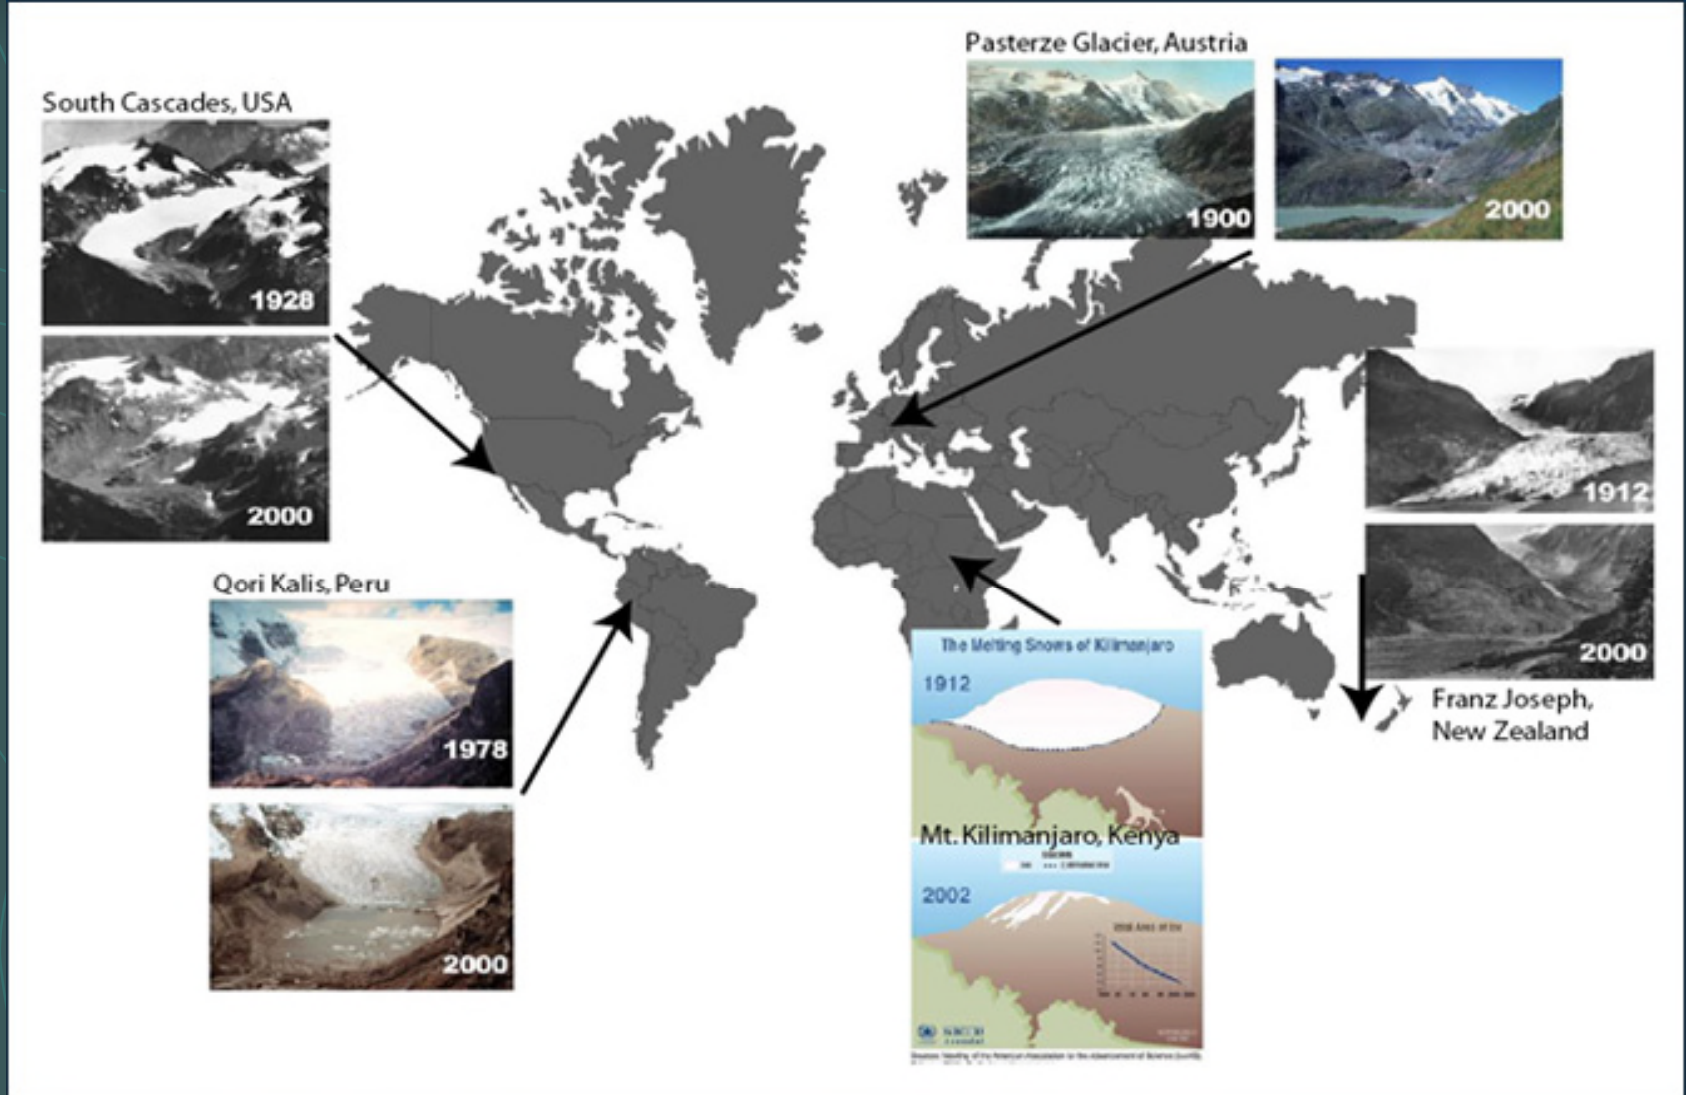 Pasterze Glacier, Austria
1900
2000
South Cascades, USA
1928
2000
1912
2000
Franz Joseph,
New Zealand
Qori Kalis, Peru
1978
2000
The Melting Snows of Kilimanjaro
1912
Mt. Kilimanjaro, Kenya
2002